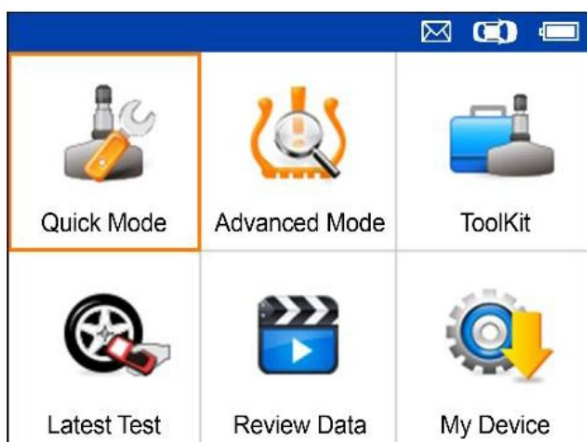 Quick Mode
Advanced Mode
ToolKit
Latest Test
Review Data
My Device